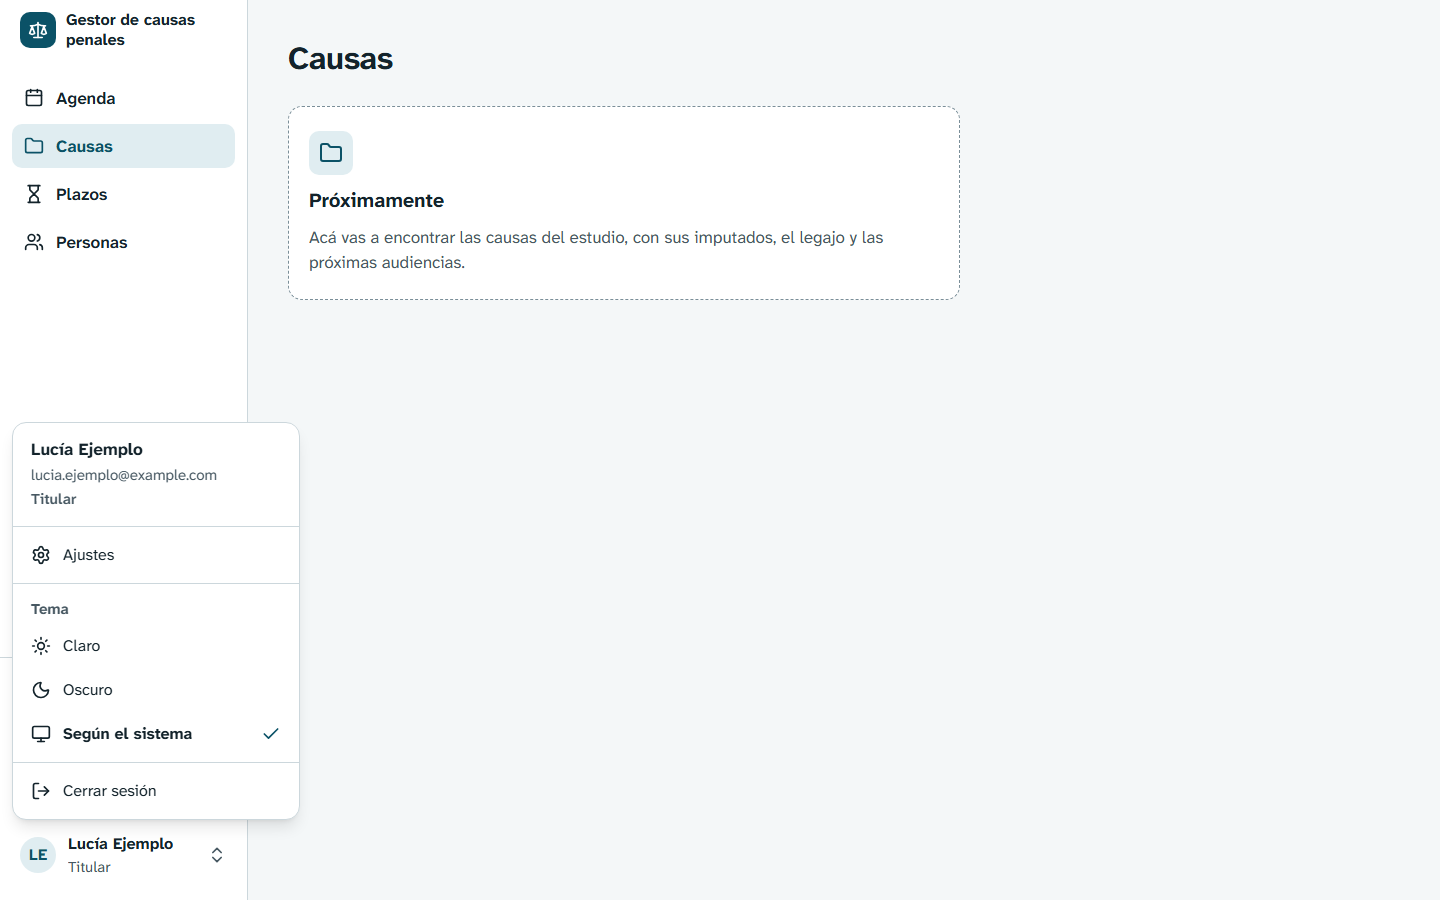 Gestor de causas
penales
Agenda
Causas
Plazos
Personas
Causas
Próximamente
Acá vas a encontrar las causas del estudio, con sus imputados, el legajo y las
próximas audiencias.
Lucía Ejemplo
lucia.ejemplo@example.com
Titular
Ajustes
Tema
Claro
Oscuro
Según el sistema
Cerrar sesión
LE
Lucía Ejemplo
Titular